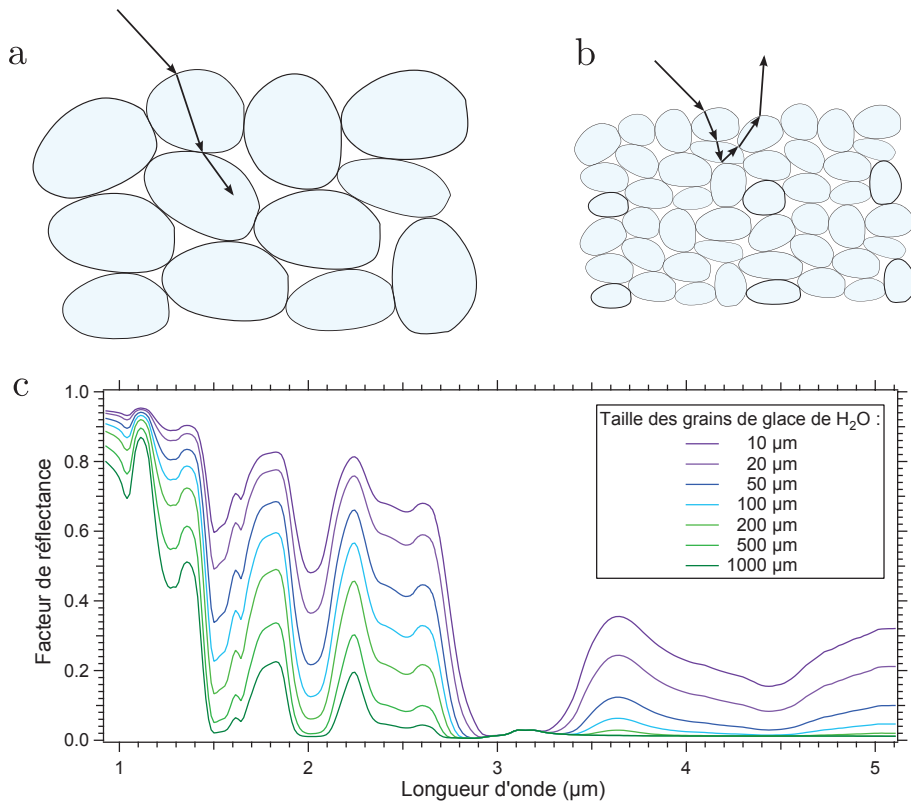 a
b
c
Facteur de réflectance
1.0
0.8
0.6
0.4
0.2
0.0
Taille des grains de glace de H₂O :
10 µm
20 µm
50 µm
100 µm
200 µm
500 µm
1000 µm
1 2 3 4 5
Longueur d'onde (µm)